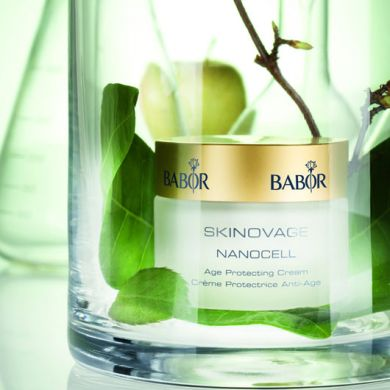 BABOR BABOR
SKINOVAGE
NANOCELL
Age Protecting Cream
Crème Protectrice Anti-Age